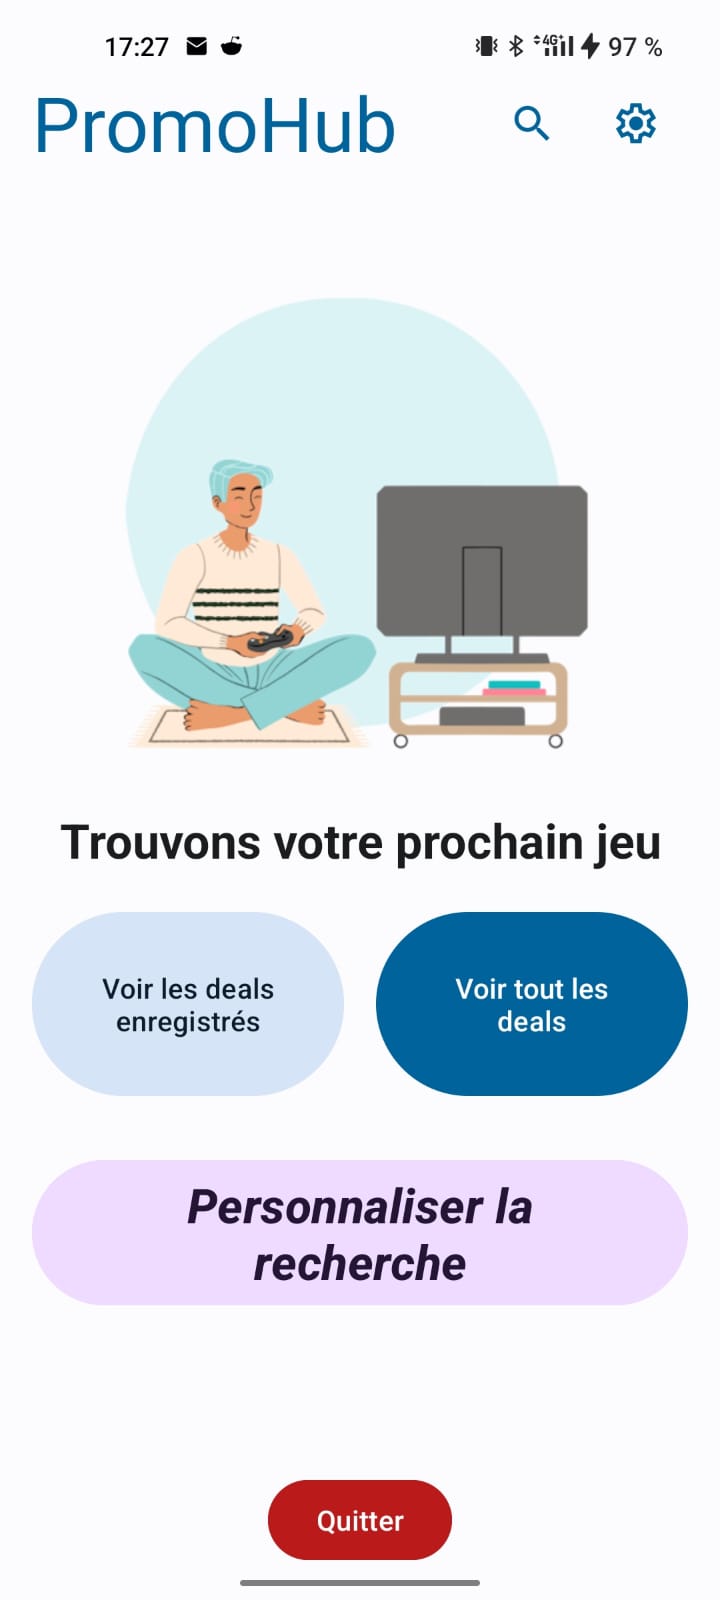 17:27
4G+ 97 %
PromoHub
Trouvons votre prochain jeu
Voir les deals
enregistrés
Voir tout les
deals
Personnaliser la
recherche
Quitter